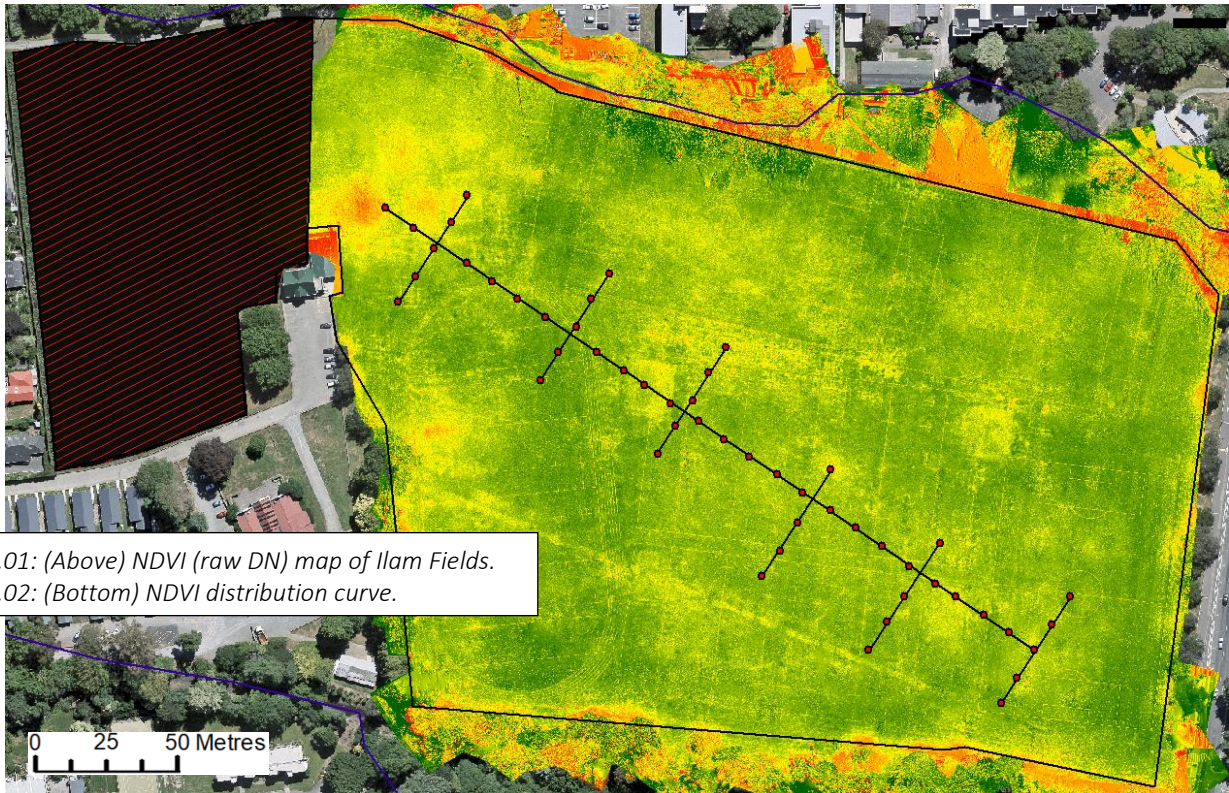 .01: (Above) NDVI (raw DN) map of Ilam Fields.
.02: (Bottom) NDVI distribution curve.
0 25 50 Metres